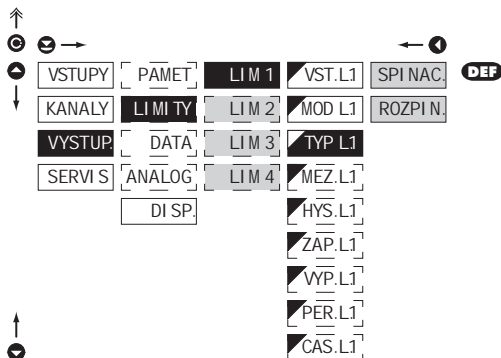 VSTUPY PAMET LIM 1 VST.L1 SPINAC. DEF
KANALY LIMITY LIM 2 MOD L1 ROZPIN.
VYSTUP. DATA LIM 3 TYP L1
SERVIS ANALOG LIM 4 MEZ.L1
DISP. HYS.L1
ZAP.L1
VYP.L1
PER.L1
CAS.L1